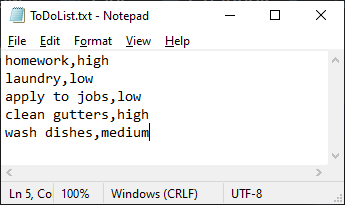 ToDoList.txt - Notepad
File Edit Format View Help
homework,high
laundry,low
apply to jobs,low
clean gutters,high
wash dishes,medium
Ln 5, Co 100% Windows (CRLF) UTF-8